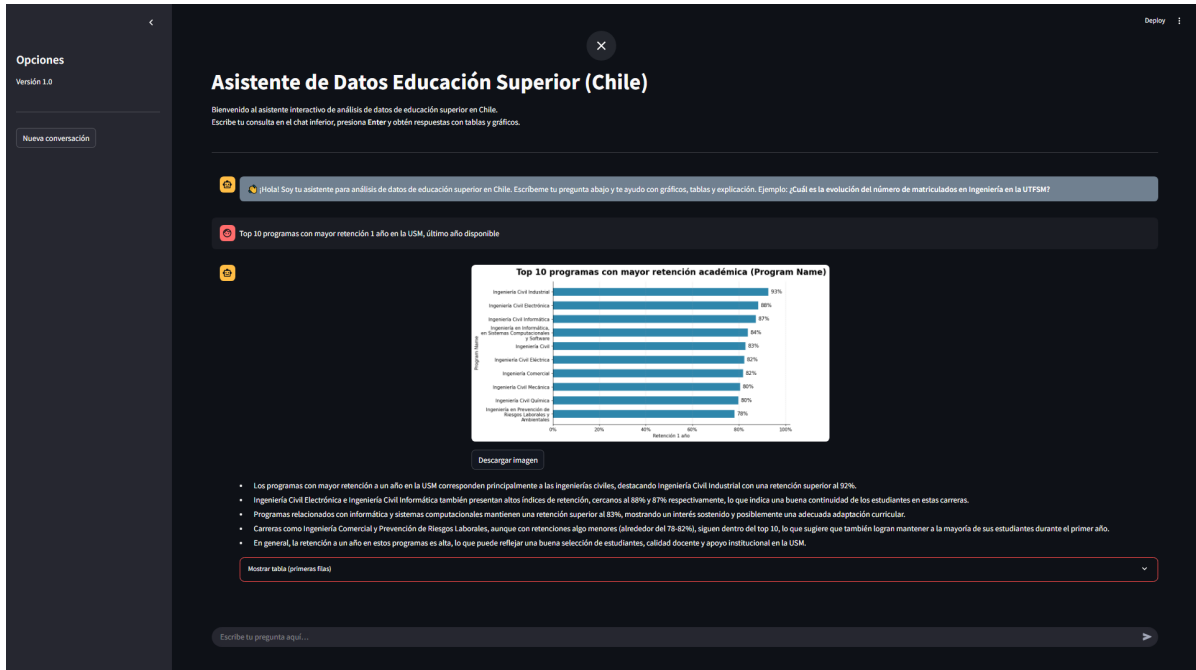 Deploy
Opciones
Versión 1.0
Nueva conversación
Asistente de Datos Educación Superior (Chile)
Bienvenido al asistente interactivo de análisis de datos de educación superior en Chile.
Escribe tu consulta en el chat inferior, presiona Enter y obtén respuestas con tablas y gráficos.
¡Hola! Soy tu asistente para análisis de datos de educación superior en Chile. Escríbeme tu pregunta abajo y te ayudo con gráficos, tablas y explicación. Ejemplo: ¿Cuál es la evolución del número de matriculados en Ingeniería en la UTFSM?
Top 10 programas con mayor retención 1 año en la USM, último año disponible
Top 10 programas con mayor retención académica (Program Name)
Program Name
Ingeniería Civil Industrial 93%
Ingeniería Civil Electrónica 88%
Ingeniería Civil Informática 87%
Ingeniería en Informática,
en Sistemas Computacionales 84%
y Software
Ingeniería Civil 83%
Ingeniería Civil Eléctrica 82%
Ingeniería Comercial 82%
Ingeniería Civil Mecánica 80%
Ingeniería Civil Química 80%
Ingeniería en Prevención de
Riesgos Laborales y 78%
Ambientales
0% 20% 40% 60% 80% 100%
Retención 1 año
Descargar imagen
• Los programas con mayor retención a un año en la USM corresponden principalmente a las ingenierías civiles, destacando Ingeniería Civil Industrial con una retención superior al 92%.
• Ingeniería Civil Electrónica e Ingeniería Civil Informática también presentan altos índices de retención, cercanos al 88% y 87% respectivamente, lo que indica una buena continuidad de los estudiantes en estas carreras.
• Programas relacionados con informática y sistemas computacionales mantienen una retención superior al 83%, mostrando un interés sostenido y posiblemente una adecuada adaptación curricular.
• Carreras como Ingeniería Comercial y Prevención de Riesgos Laborales, aunque con retenciones algo menores (alrededor del 78-82%), siguen dentro del top 10, lo que sugiere que también logran mantener a la mayoría de sus estudiantes durante el primer año.
• En general, la retención a un año en estos programas es alta, lo que puede reflejar una buena selección de estudiantes, calidad docente y apoyo institucional en la USM.
Mostrar tabla (primeras filas)
Escribe tu pregunta aquí...